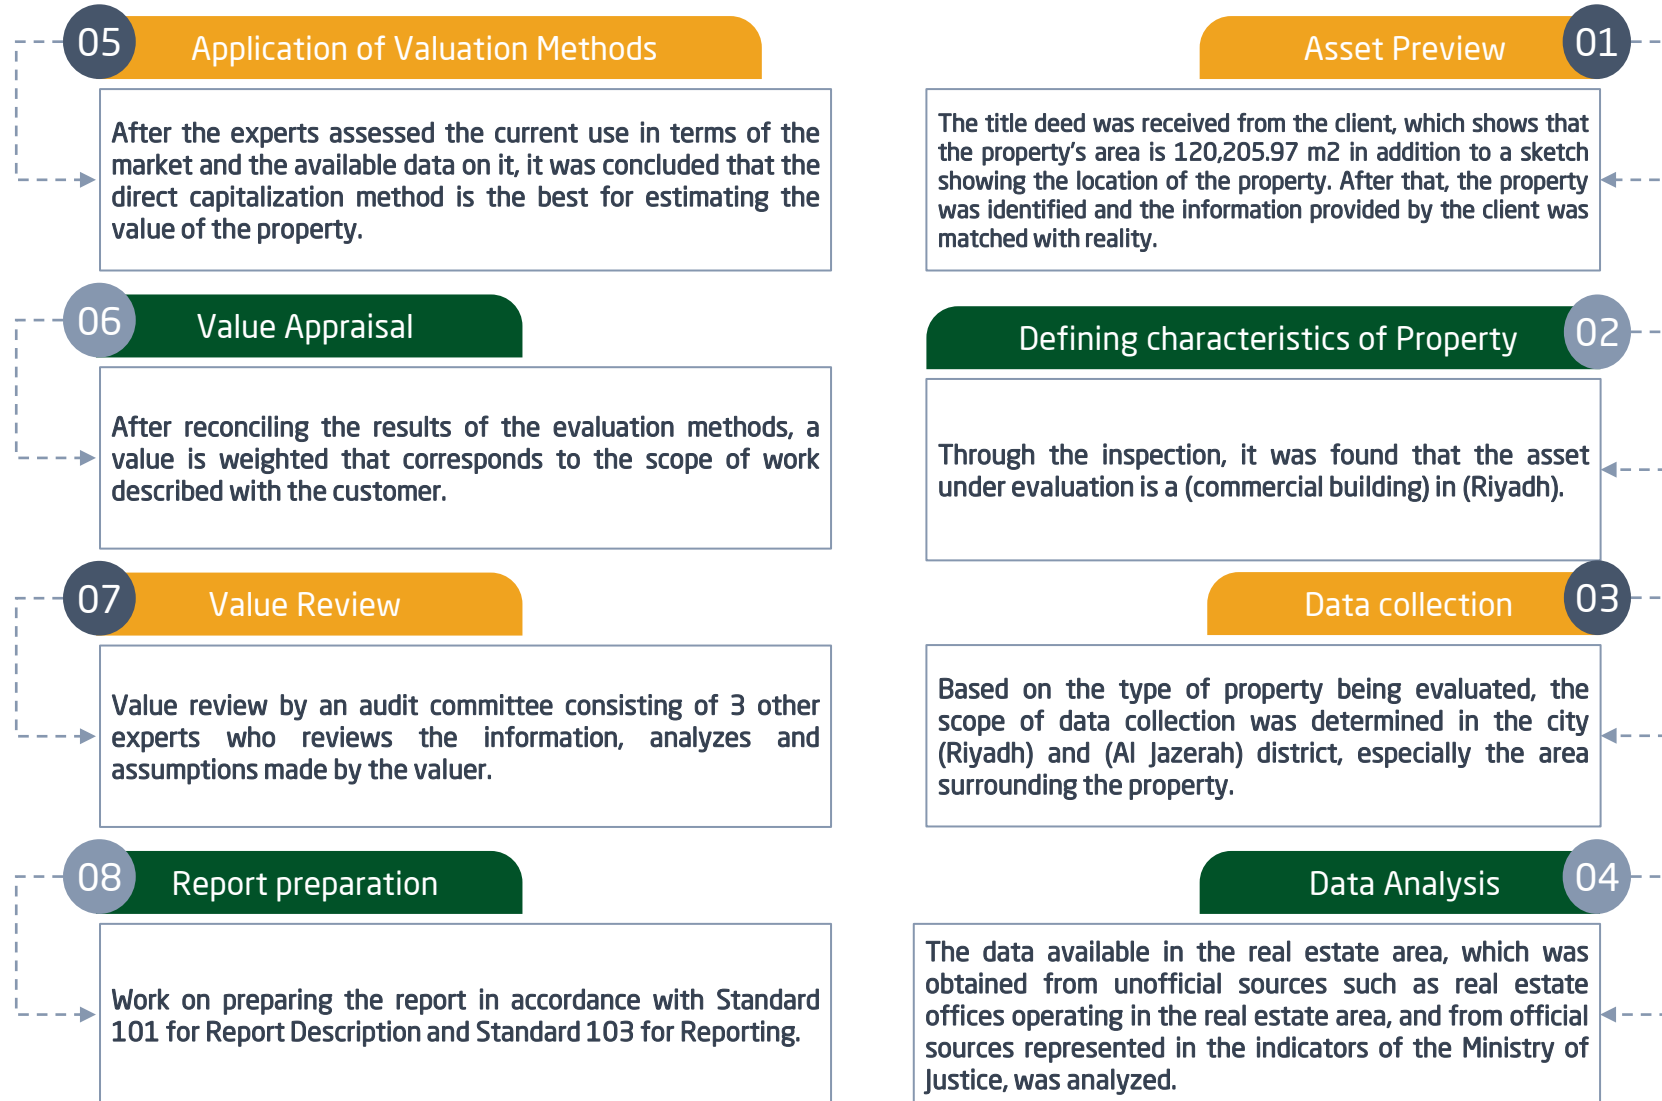 01
Asset Preview
The title deed was received from the client, which shows that
the property's area is 120,205.97 m2 in addition to a sketch
showing the location of the property. After that, the property
was identified and the information provided by the client was
matched with reality.
02
Defining characteristics of Property
Through the inspection, it was found that the asset
under evaluation is a (commercial building) in (Riyadh).
03
Data collection
Based on the type of property being evaluated, the
scope of data collection was determined in the city
(Riyadh) and (Al Jazerah) district, especially the area
surrounding the property.
04
Data Analysis
The data available in the real estate area, which was
obtained from unofficial sources such as real estate
offices operating in the real estate area, and from official
sources represented in the indicators of the Ministry of
Justice, was analyzed.
05
Application of Valuation Methods
After the experts assessed the current use in terms of the
market and the available data on it, it was concluded that the
direct capitalization method is the best for estimating the
value of the property.
06
Value Appraisal
After reconciling the results of the evaluation methods, a
value is weighted that corresponds to the scope of work
described with the customer.
07
Value Review
Value review by an audit committee consisting of 3 other
experts who reviews the information, analyzes and
assumptions made by the valuer.
08
Report preparation
Work on preparing the report in accordance with Standard
101 for Report Description and Standard 103 for Reporting.